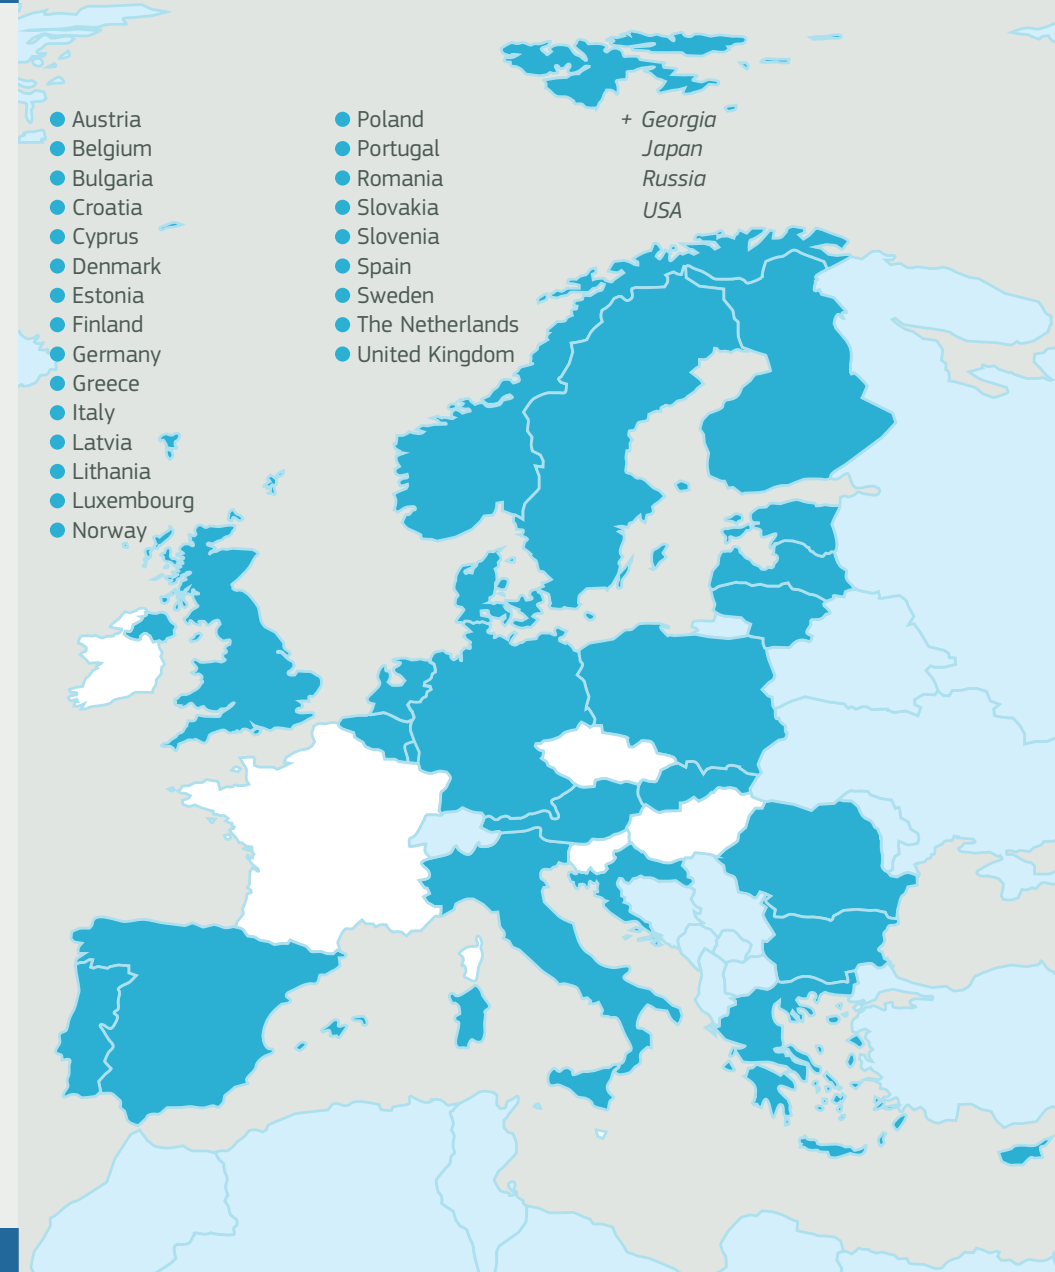 Austria
Belgium
Bulgaria
Croatia
Cyprus
Denmark
Estonia
Finland
Germany
Greece
Italy
Latvia
Lithania
Luxembourg
Norway
Poland
Portugal
Romania
Slovakia
Slovenia
Spain
Sweden
The Netherlands
United Kingdom
+ Georgia
Japan
Russia
USA